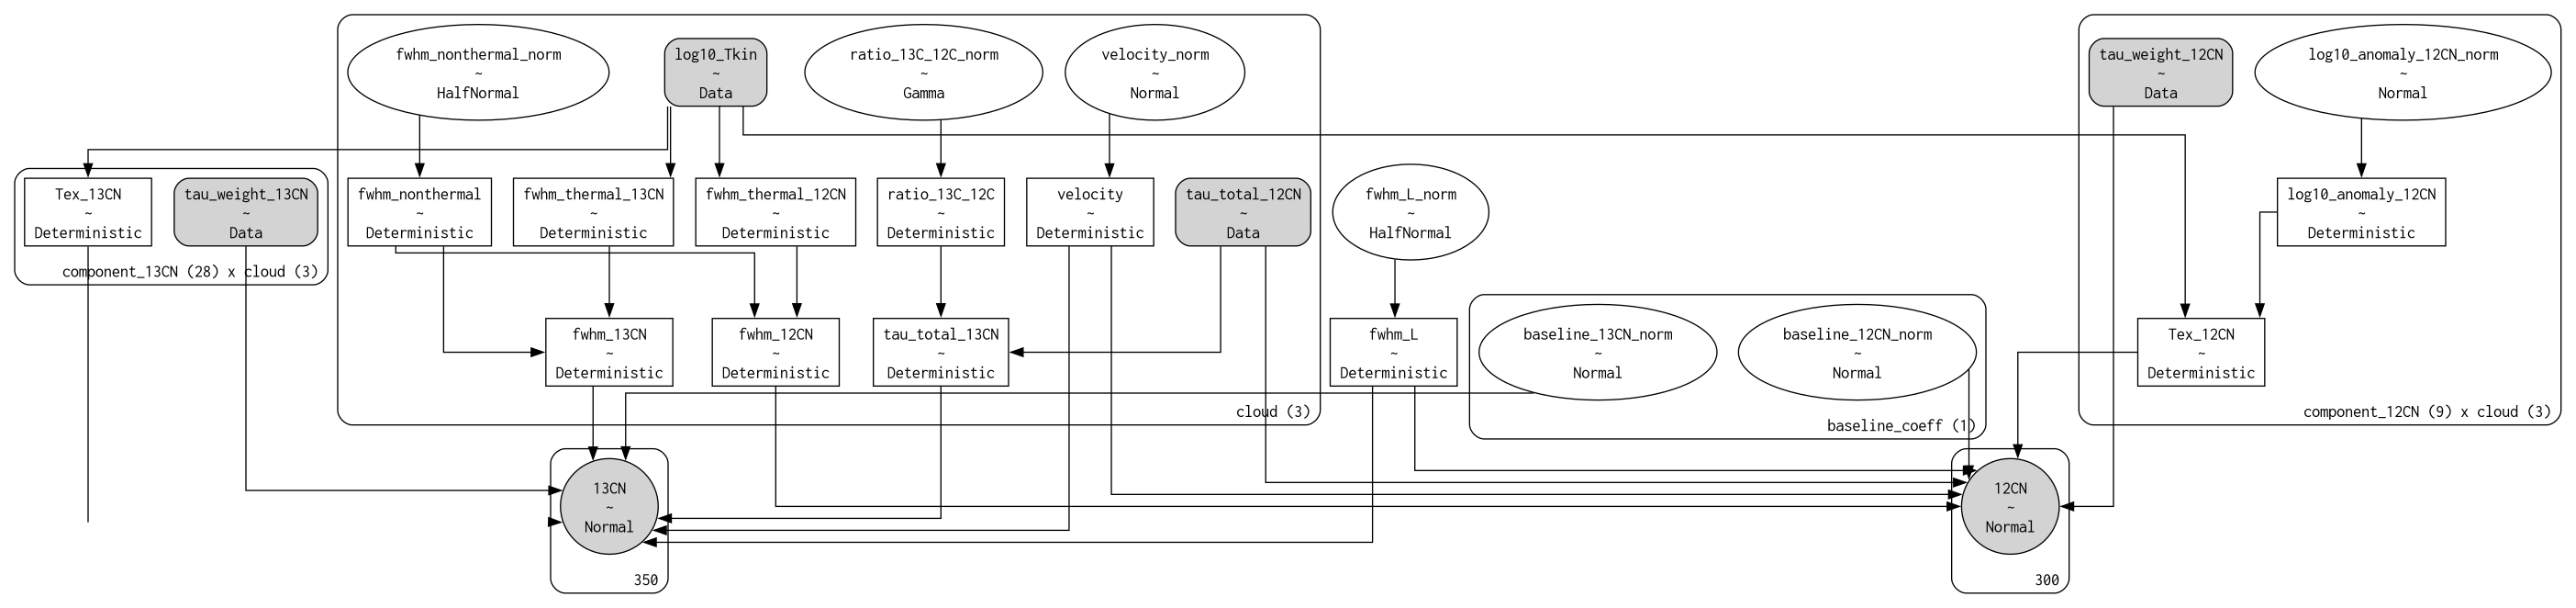 fwhm_nonthermal_norm
~
HalfNormal
log10_Tkin
~
Data
ratio_13C_12C_norm
~
Gamma
velocity_norm
~
Normal
tau_weight_12CN
~
Data
log10_anomaly_12CN_norm
~
Normal
Tex_13CN
~
Deterministic
tau_weight_13CN
~
Data
component_13CN (28) x cloud (3)
fwhm_nonthermal
~
Deterministic
fwhm_thermal_13CN
~
Deterministic
fwhm_thermal_12CN
~
Deterministic
ratio_13C_12C
~
Deterministic
velocity
~
Deterministic
tau_total_12CN
~
Data
fwhm_L_norm
~
HalfNormal
log10_anomaly_12CN
~
Deterministic
fwhm_13CN
~
Deterministic
fwhm_12CN
~
Deterministic
tau_total_13CN
~
Deterministic
cloud (3)
fwhm_L
~
Deterministic
baseline_13CN_norm
~
Normal
baseline_12CN_norm
~
Normal
baseline_coeff (1)
Tex_12CN
~
Deterministic
component_12CN (9) x cloud (3)
13CN
~
Normal
350
12CN
~
Normal
300